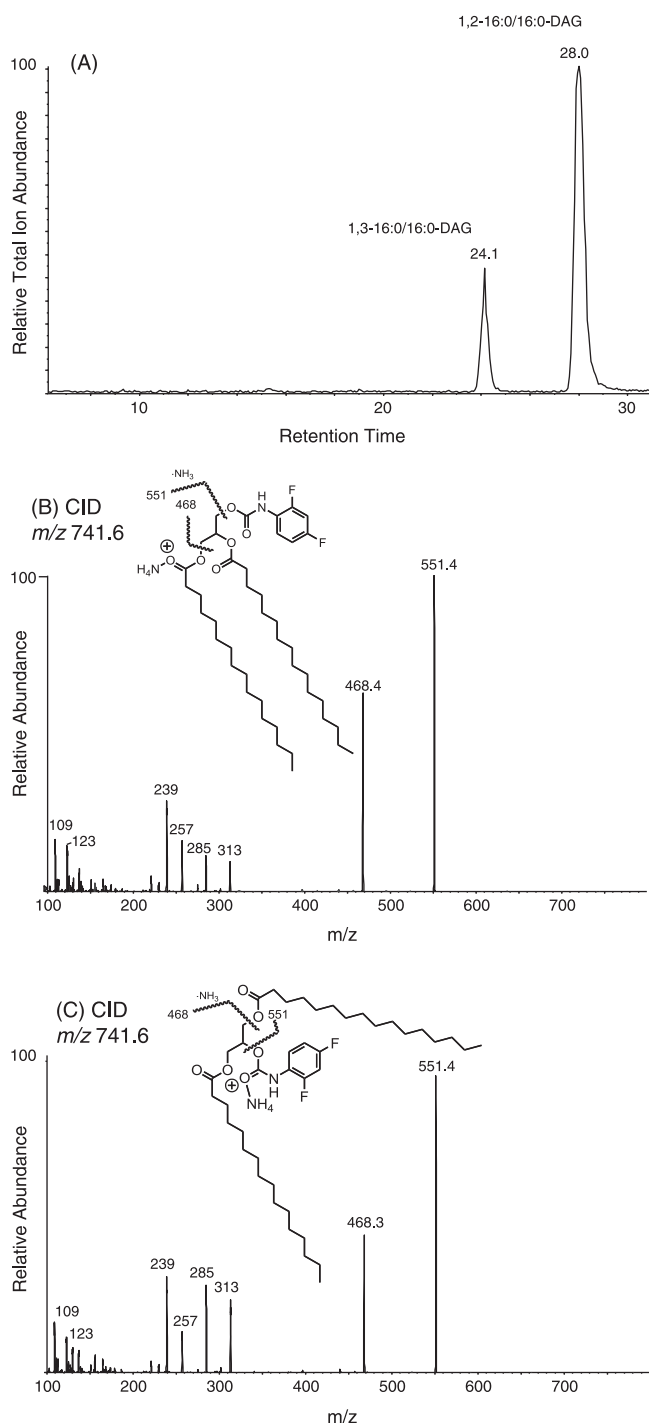 (A)
1,2-16:0/16:0-DAG
28.0
100
1,3-16:0/16:0-DAG
24.1
Relative Total Ion Abundance
10
20
30
Retention Time
(B) CID
m/z 741.6
·NH₃
551
468
O
O
H
N
F
F
O
O
O
O
⊕
H₄N
O
100
551.4
468.4
Relative Abundance
239
257
285
313
109
123
100
200
300
400
500
600
700
m/z
(C) CID
m/z 741.6
·NH₃
468
551
O
O
O
O
O
O
⊕
N
H
NH₄
F
F
100
551.4
468.3
Relative Abundance
239
285
313
257
109
123
100
200
300
400
500
600
700
m/z